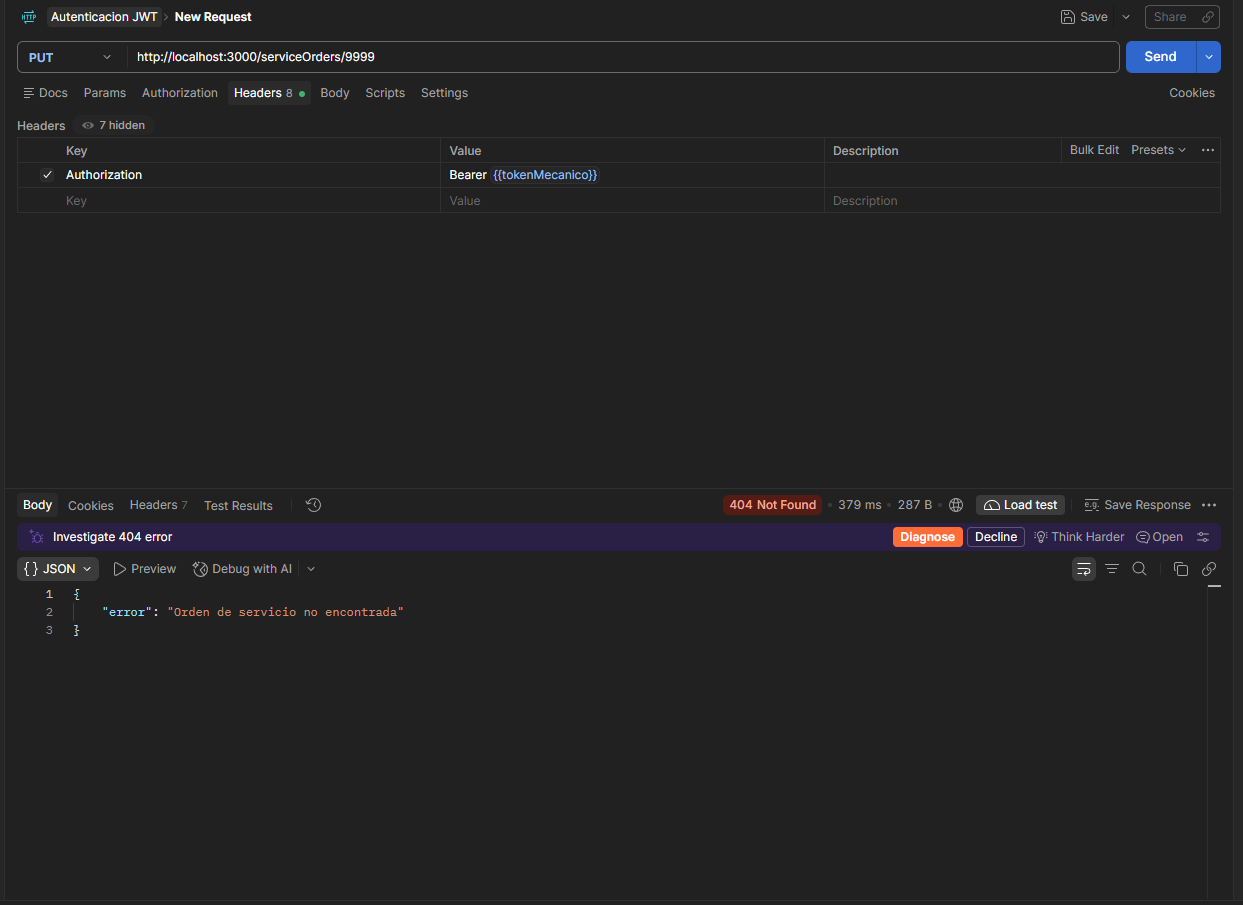 HTTP Autenticacion JWT > New Request Save Share
PUT http://localhost:3000/serviceOrders/9999 Send
Docs Params Authorization Headers 8 Body Scripts Settings Cookies
Headers 7 hidden
Key Value Description Bulk Edit Presets
Authorization Bearer {{tokenMecanico}}
Key Value Description
Body Cookies Headers 7 Test Results 404 Not Found 379 ms 287 B Load test e.g. Save Response
Investigate 404 error Diagnose Decline Think Harder Open
{} JSON Preview Debug with AI
1 {
2 "error": "Orden de servicio no encontrada"
3 }